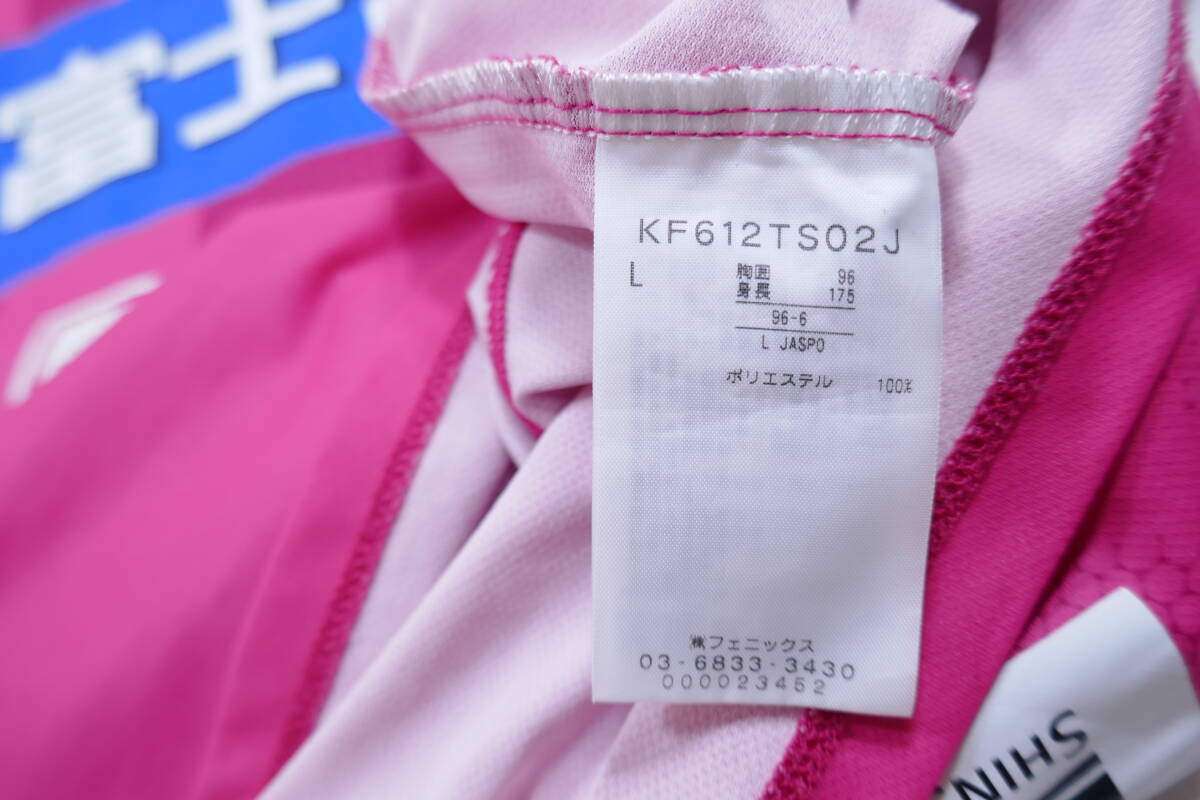 富士
KF612TS02J
L
胸囲 96
身長 175
96-6
L JASPO
ポリエステル 100%
㈱フェニックス
03-6833-3430
000023452
SHIN